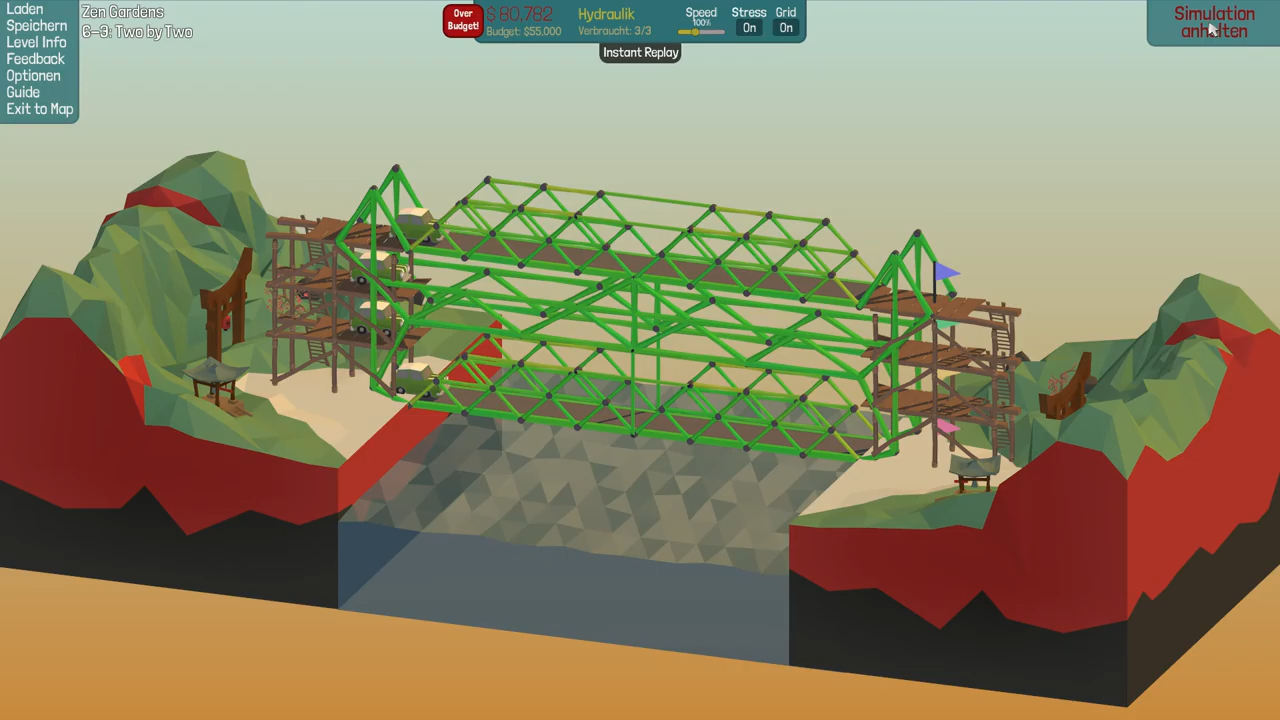 Laden
Speichern
Level Info
Feedback
Optionen
Guide
Exit to Map
Zen Gardens
6-3: Two by Two
Over Budget!
$ 80,782
Budget: $55,000
Hydraulik
Verbraucht: 3/3
Speed
100%
Stress
On
Grid
On
Instant Replay
Simulation
anhalten